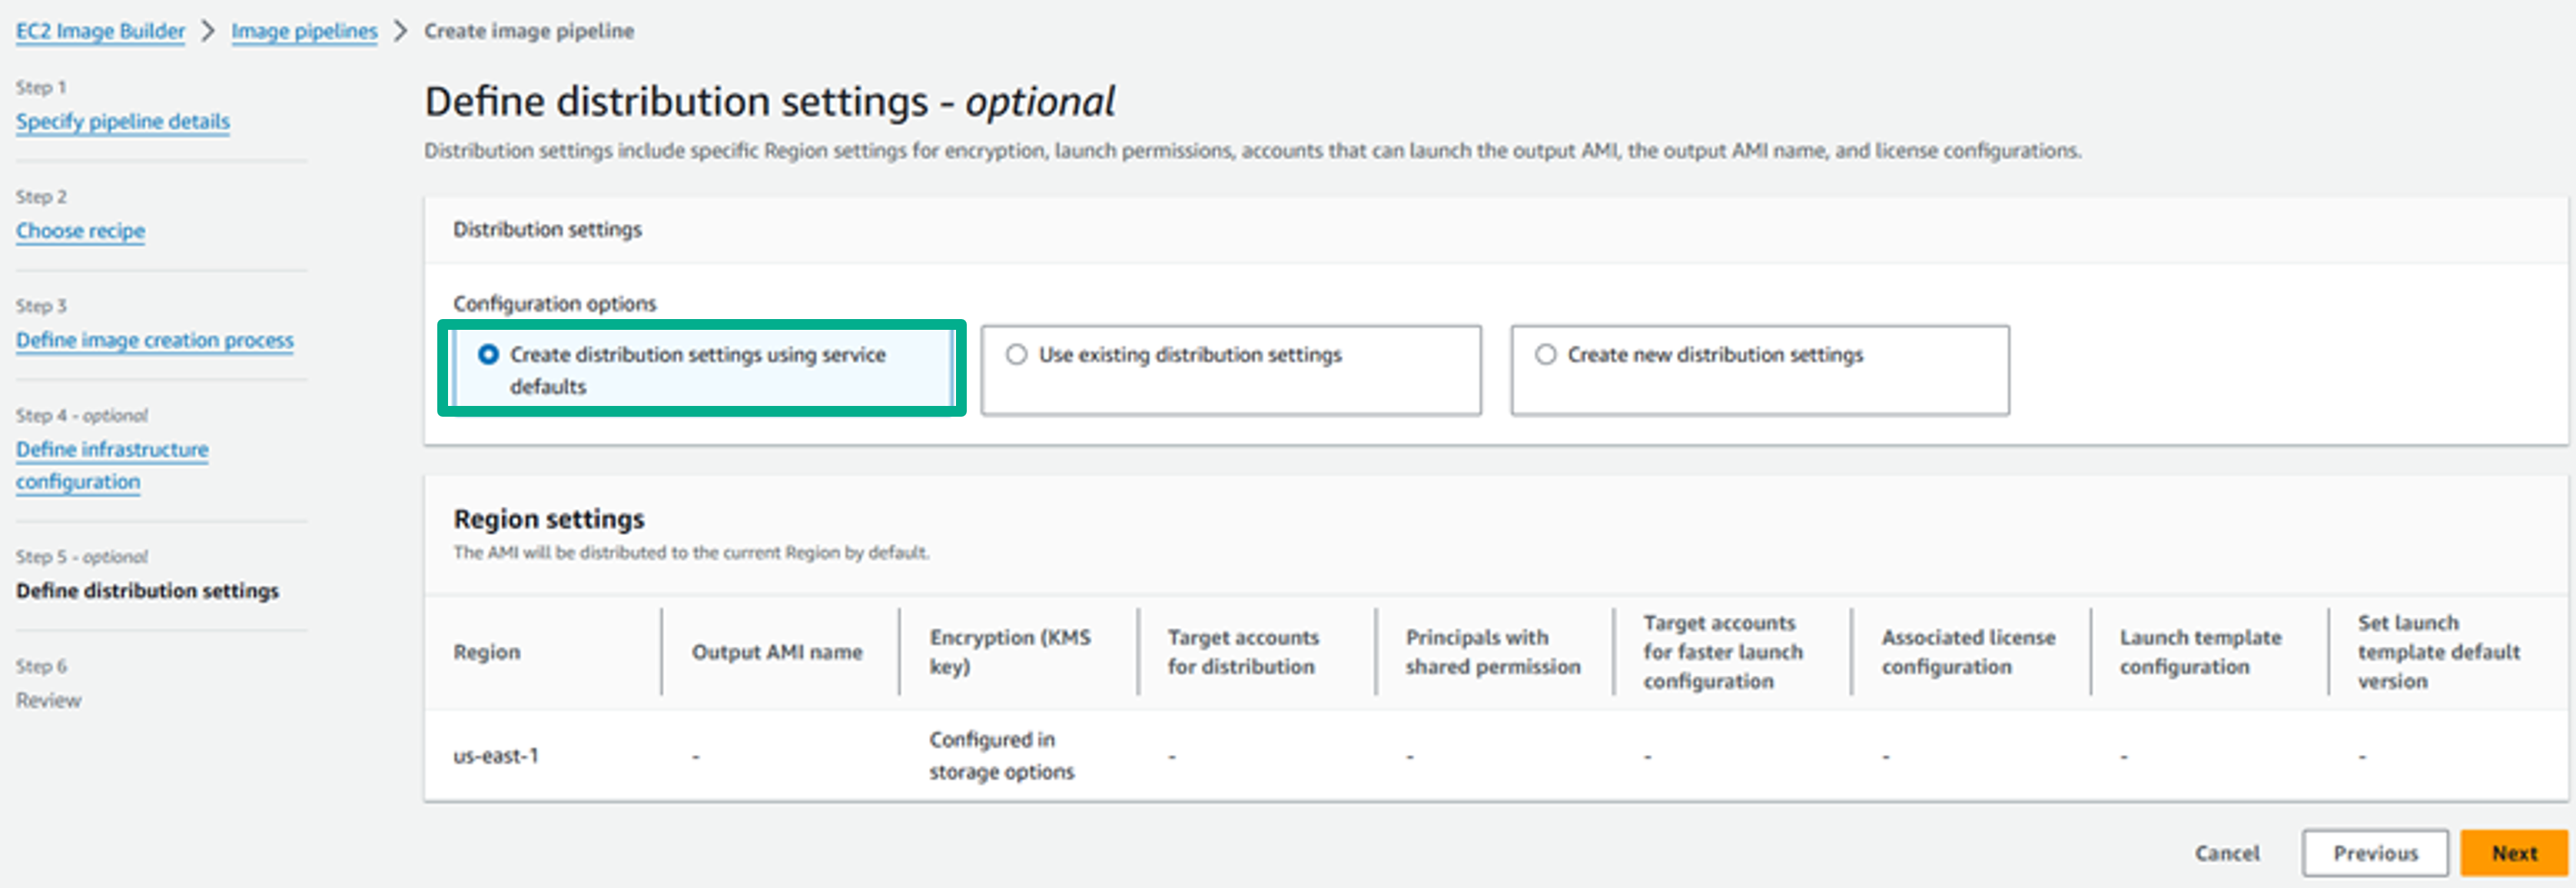 EC2 Image Builder > Image pipelines > Create image pipeline
Step 1
Specify pipeline details
Step 2
Choose recipe
Step 3
Define image creation process
Step 4 - optional
Define infrastructure
configuration
Step 5 - optional
Define distribution settings
Step 6
Review
Define distribution settings - optional
Distribution settings include specific Region settings for encryption, launch permissions, accounts that can launch the output AMI, the output AMI name, and license configurations.
Distribution settings
Configuration options
Create distribution settings using service
defaults
Use existing distribution settings
Create new distribution settings
Region settings
The AMI will be distributed to the current Region by default.
Region
Output AMI name
Encryption (KMS
key)
Target accounts
for distribution
Principals with
shared permission
Target accounts
for faster launch
configuration
Associated license
configuration
Launch template
configuration
Set launch
template default
version
us-east-1
-
Configured in
storage options
-
-
-
-
-
-
Cancel
Previous
Next